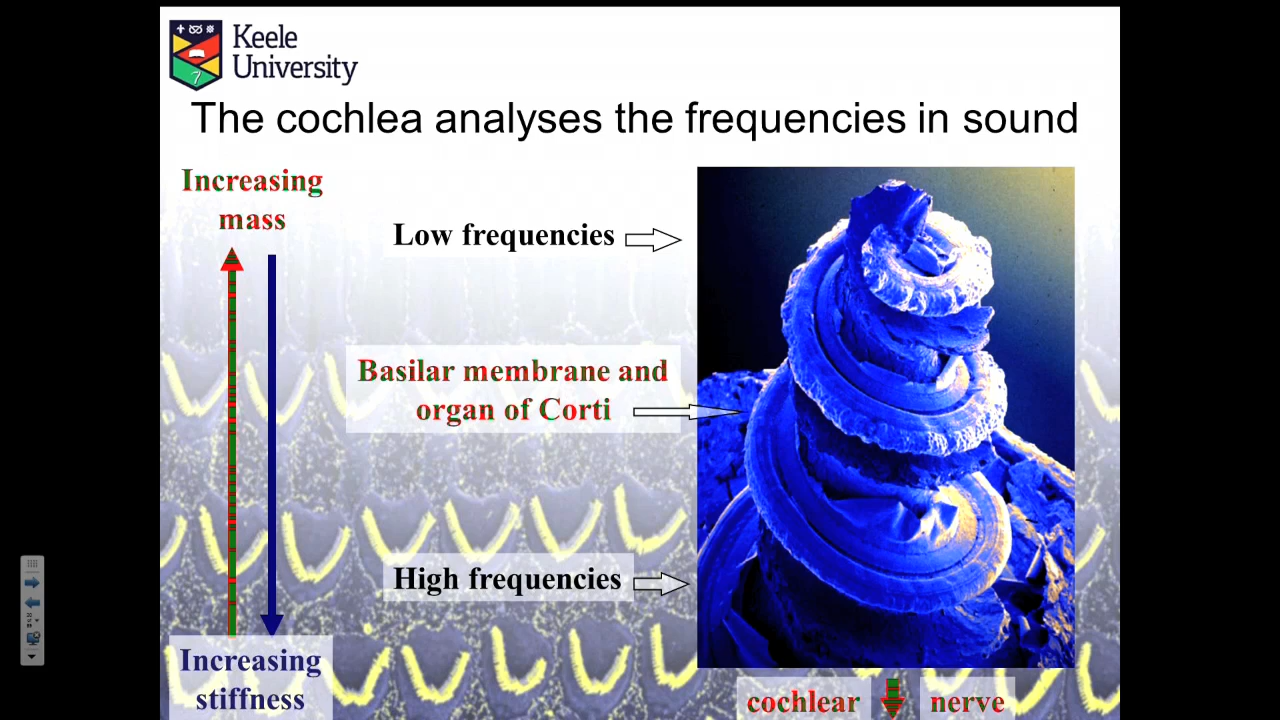 Keele
University
The cochlea analyses the frequencies in sound
Increasing
mass
Low frequencies
Basilar membrane and
organ of Corti
High frequencies
Increasing
stiffness
cochlear nerve